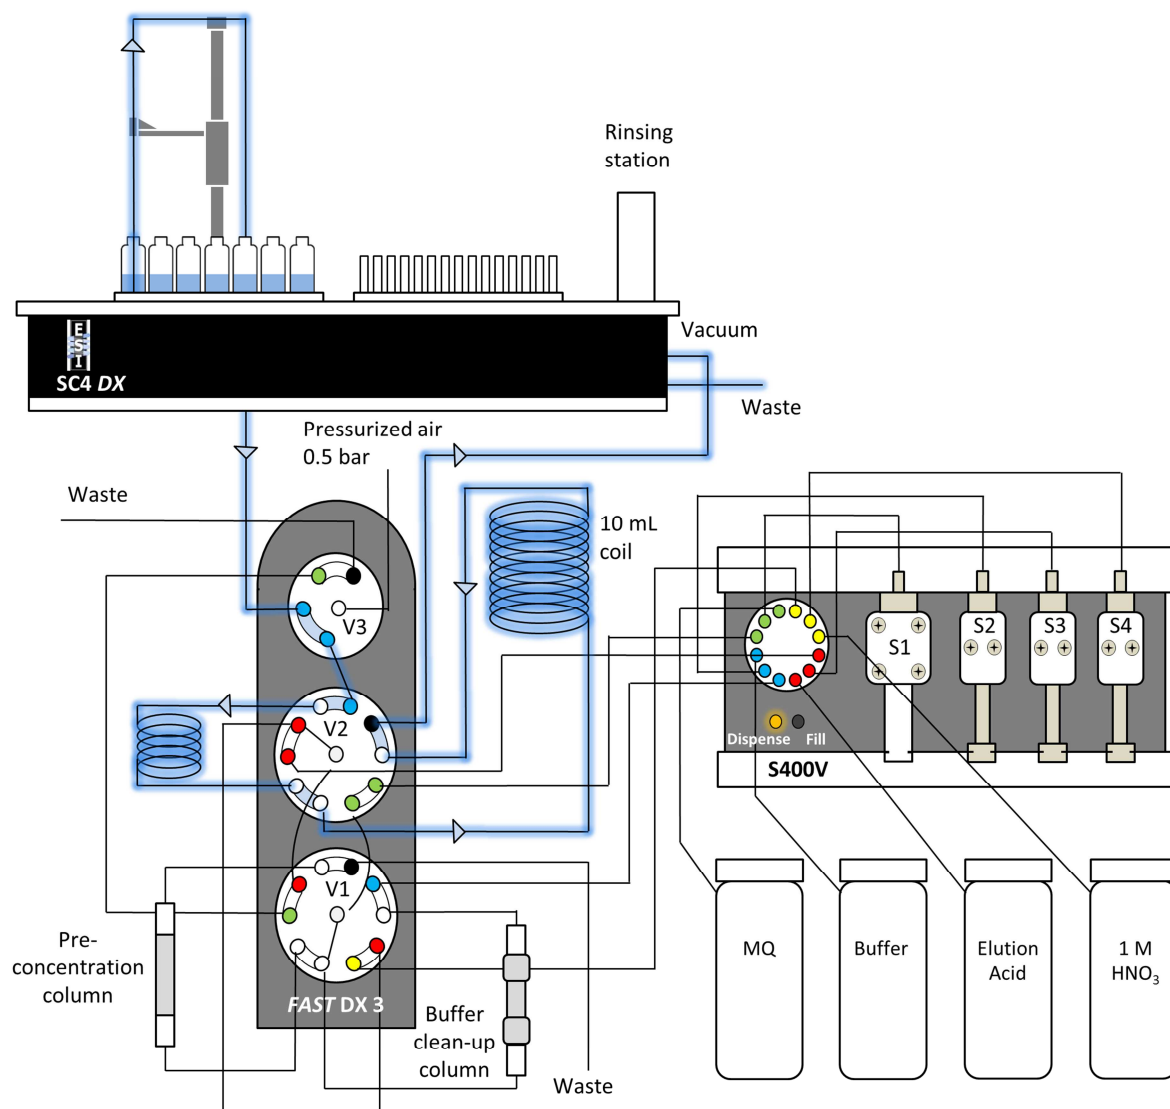 Rinsing
station
Vacuum
E
S
I
SC4 DX
Waste
Pressurized air
0.5 bar
Waste
10 mL
coil
V3
S1
S2
S3
S4
V2
Dispense
Fill
S400V
V1
Pre-
concentration
column
MQ
Buffer
Elution
Acid
1 M
HNO₃
FAST DX 3
Buffer
clean-up
column
Waste